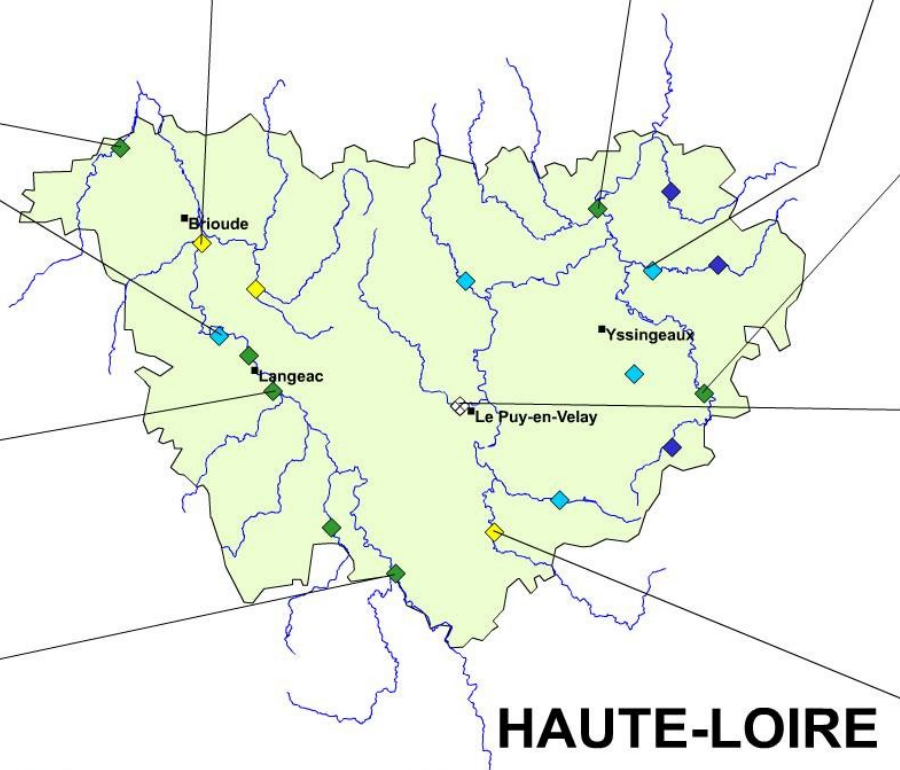 Brioude
Yssingeaux
Langeac
Le Puy-en-Velay
HAUTE-LOIRE